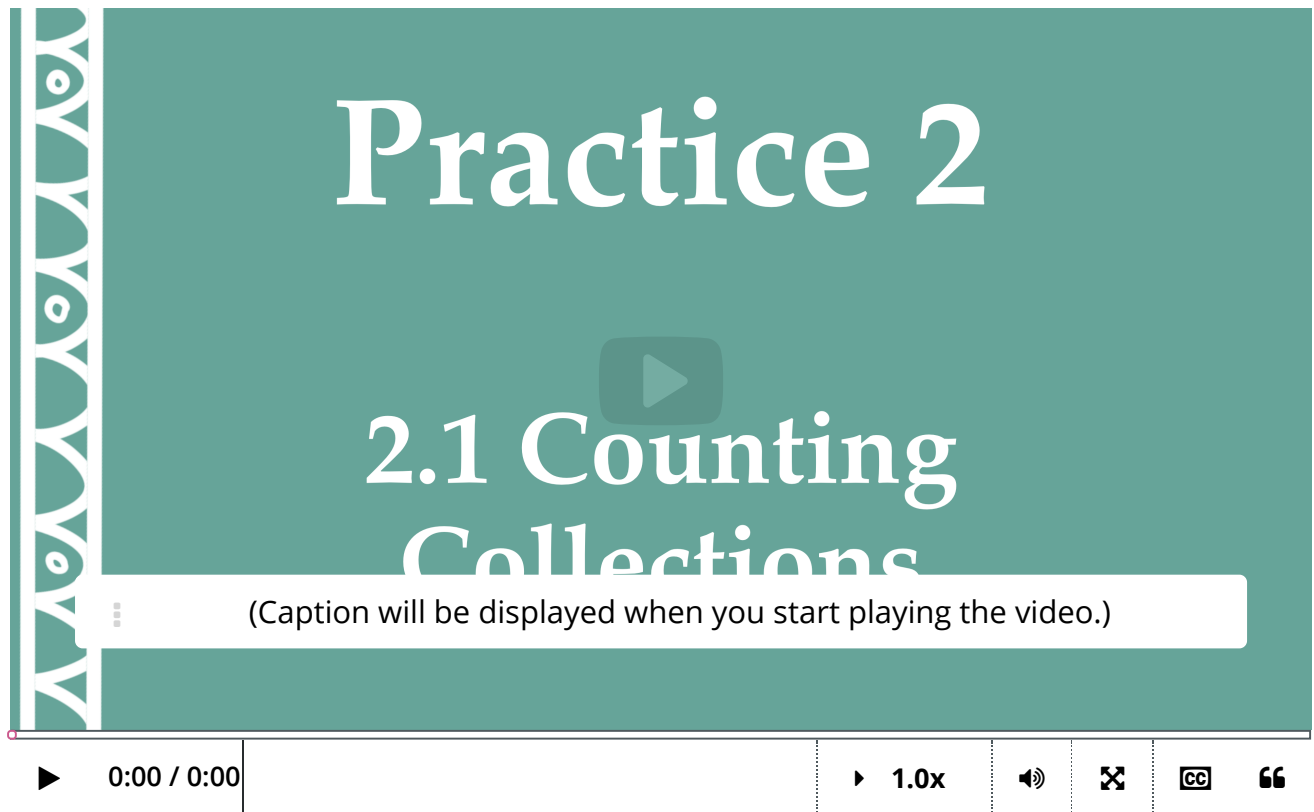 Practice 2
2.1 Counting
Collections
(Caption will be displayed when you start playing the video.)
0:00 / 0:00
1.0x
CC